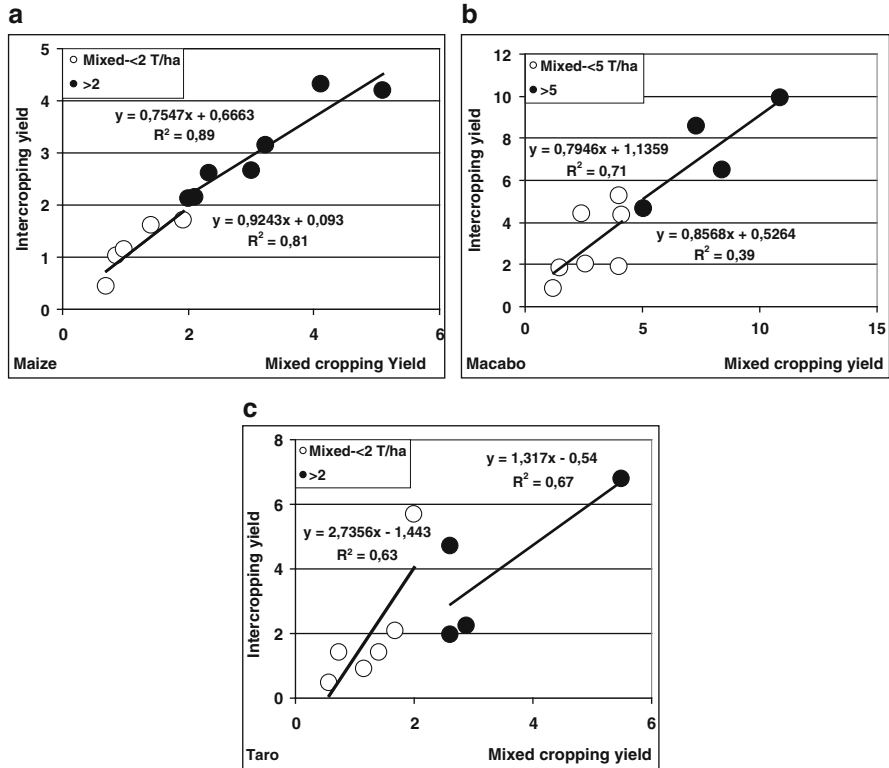 a
5
4
3
2
1
0
0
2
4
6
Intercropping yield
Mixed-<2 T/ha
>2
y = 0,7547x + 0,6663
R² = 0,89
y = 0,9243x + 0,093
R² = 0,81
Maize
Mixed cropping Yield
b
12
10
8
6
4
2
0
0
5
10
15
Intercropping yield
Mixed-<5 T/ha
>5
y = 0,7946x + 1,1359
R² = 0,71
y = 0,8568x + 0,5264
R² = 0,39
Macabo
Mixed cropping yield
c
8
6
4
2
0
0
2
4
6
Intercropping yield
Mixed-<2 T/ha
>2
y = 1,317x - 0,54
R² = 0,67
y = 2,7356x - 1,443
R² = 0,63
Taro
Mixed cropping yield